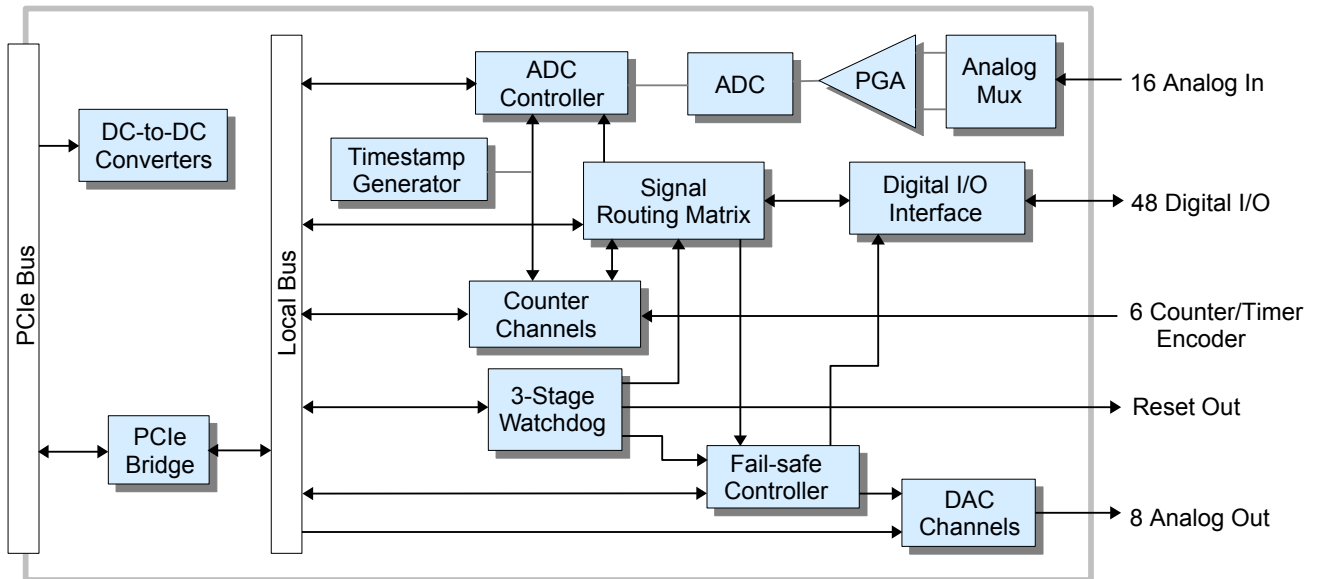 PCIe Bus
DC-to-DC
Converters
PCIe
Bridge
Local Bus
ADC
Controller
ADC
PGA
Analog
Mux
16 Analog In
Timestamp
Generator
Signal
Routing Matrix
Digital I/O
Interface
48 Digital I/O
Counter
Channels
6 Counter/Timer
Encoder
3-Stage
Watchdog
Reset Out
Fail-safe
Controller
DAC
Channels
8 Analog Out